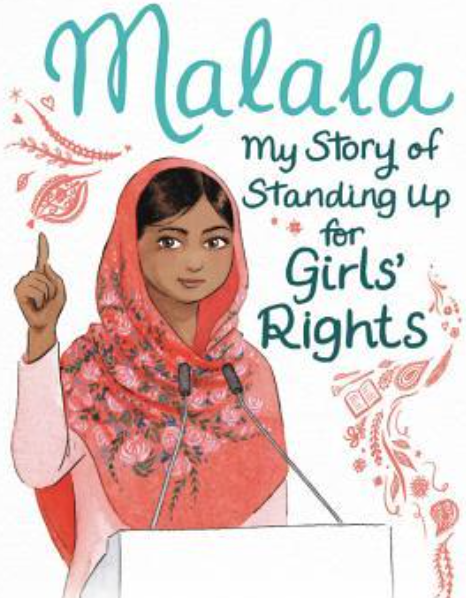 Malala
My Story of
Standing Up
for
Girls'
Rights